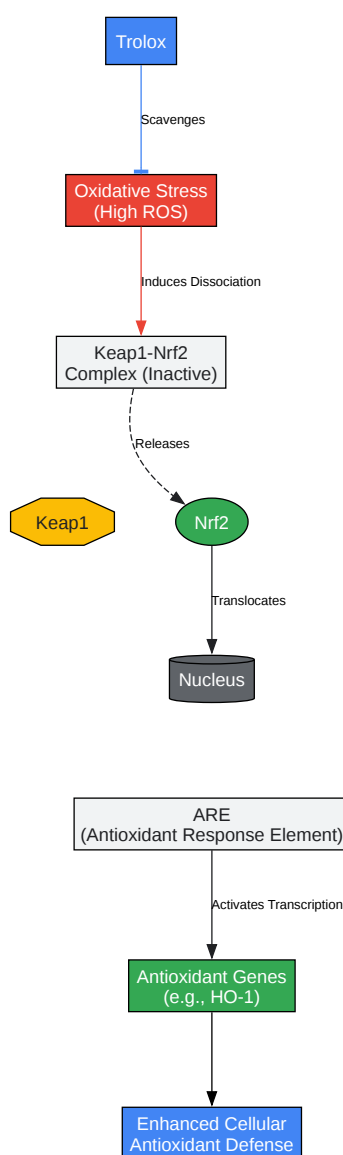 Trolox
Scavenges
Oxidative Stress
(High ROS)
Induces Dissociation
Keap1-Nrf2
Complex (Inactive)
Releases
Keap1
Nrf2
Translocates
Nucleus
ARE
(Antioxidant Response Element)
Activates Transcription
Antioxidant Genes
(e.g., HO-1)
Enhanced Cellular
Antioxidant Defense